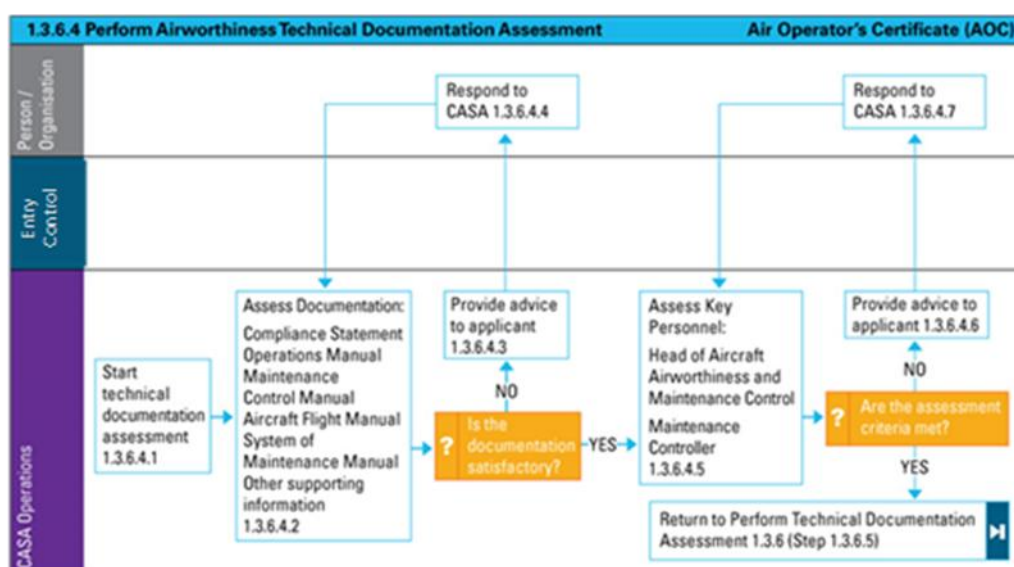 1.3.6.4 Perform Airworthiness Technical Documentation Assessment
Air Operator's Certificate (AOC)
Person /
Organisation
Respond to
CASA 1.3.6.4.4
Respond to
CASA 1.3.6.4.7
Entry
Control
CASA Operations
Start
technical
documentation
assessment
1.3.6.4.1
Assess Documentation:
Compliance Statement
Operations Manual
Maintenance
Control Manual
Aircraft Flight Manual
System of
Maintenance Manual
Other supporting
information
1.3.6.4.2
Provide advice
to applicant
1.3.6.4.3
NO
?
Is the
documentation
satisfactory?
YES
Assess Key
Personnel:
Head of Aircraft
Airworthiness and
Maintenance Control
Maintenance
Controller
1.3.6.4.5
Provide advice to
applicant 1.3.6.4.6
NO
?
Are the assessment
criteria met?
YES
Return to Perform Technical Documentation
Assessment 1.3.6 (Step 1.3.6.5)